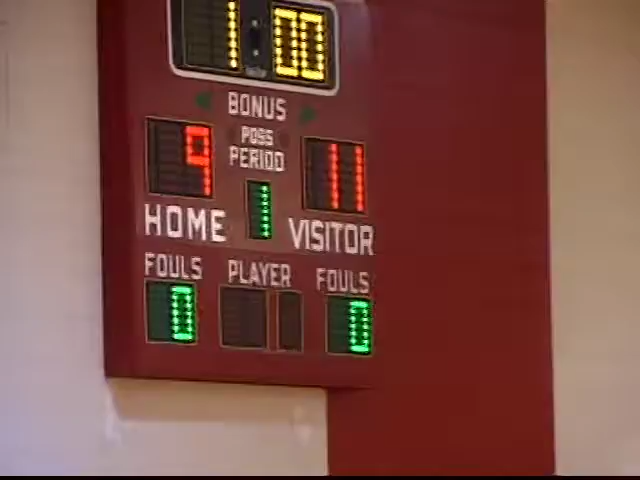 1:00
BONUS
POSS
9 PERIOD 11
1
HOME VISITOR
FOULS PLAYER FOULS
0 0